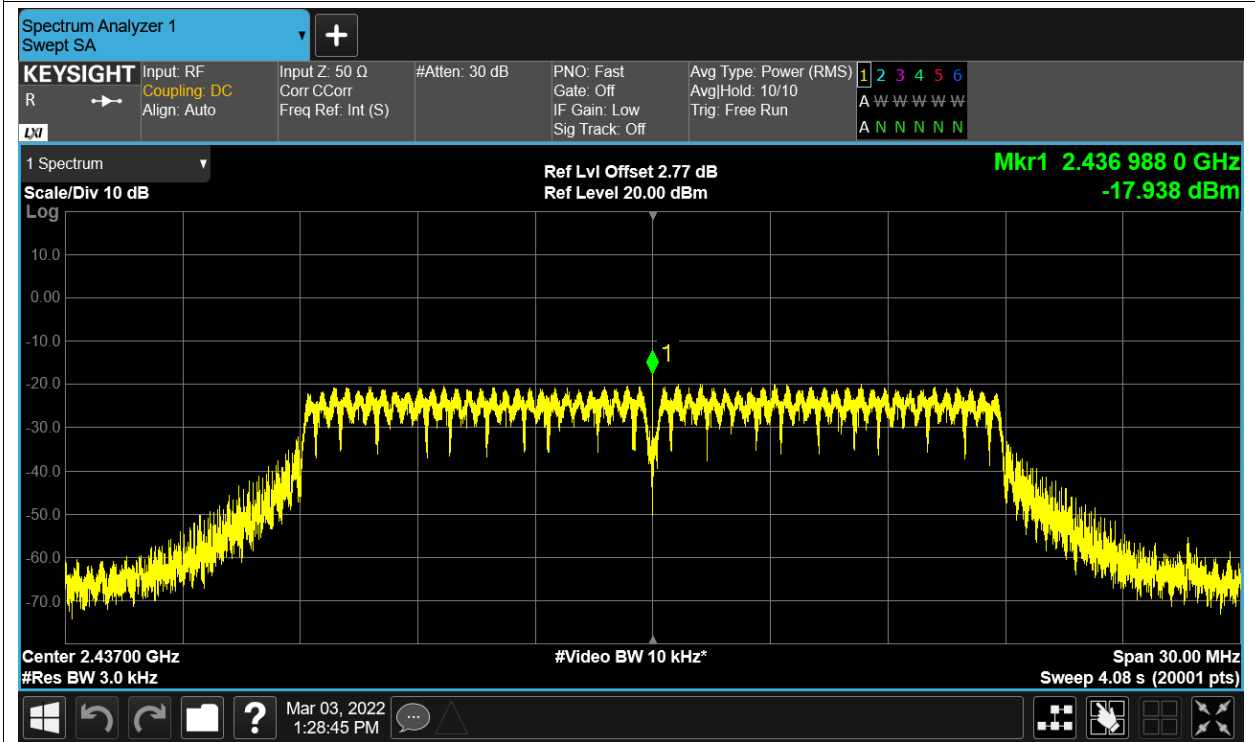 Spectrum Analyzer 1
Swept SA
+
KEYSIGHT Input: RF Input Z: 50 Ω #Atten: 30 dB PNO: Fast Avg Type: Power (RMS) 1 2 3 4 5 6
R Coupling: DC Corr CCorr Gate: Off Avg|Hold: 10/10 A W W W W W
Align: Auto Freq Ref: Int (S) IF Gain: Low Trig: Free Run
LXI Sig Track: Off A N N N N N
1 Spectrum Ref Lvl Offset 2.77 dB Mkr1 2.436 988 0 GHz
Scale/Div 10 dB Ref Level 20.00 dBm -17.938 dBm
Log
10.0
0.00
-10.0
1
-20.0
-30.0
-40.0
-50.0
-60.0
-70.0
Center 2.43700 GHz #Video BW 10 kHz* Span 30.00 MHz
#Res BW 3.0 kHz Sweep 4.08 s (20001 pts)
? Mar 03, 2022
1:28:45 PM